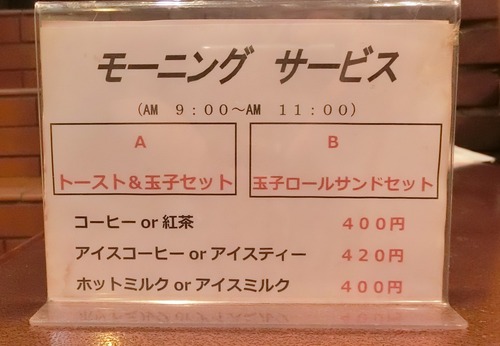 モーニング サービス
(AM 9:00～AM 11:00)
A
トースト＆玉子セット
B
玉子ロールサンドセット
コーヒー or 紅茶 400円
アイスコーヒー or アイスティー 420円
ホットミルク or アイスミルク 400円